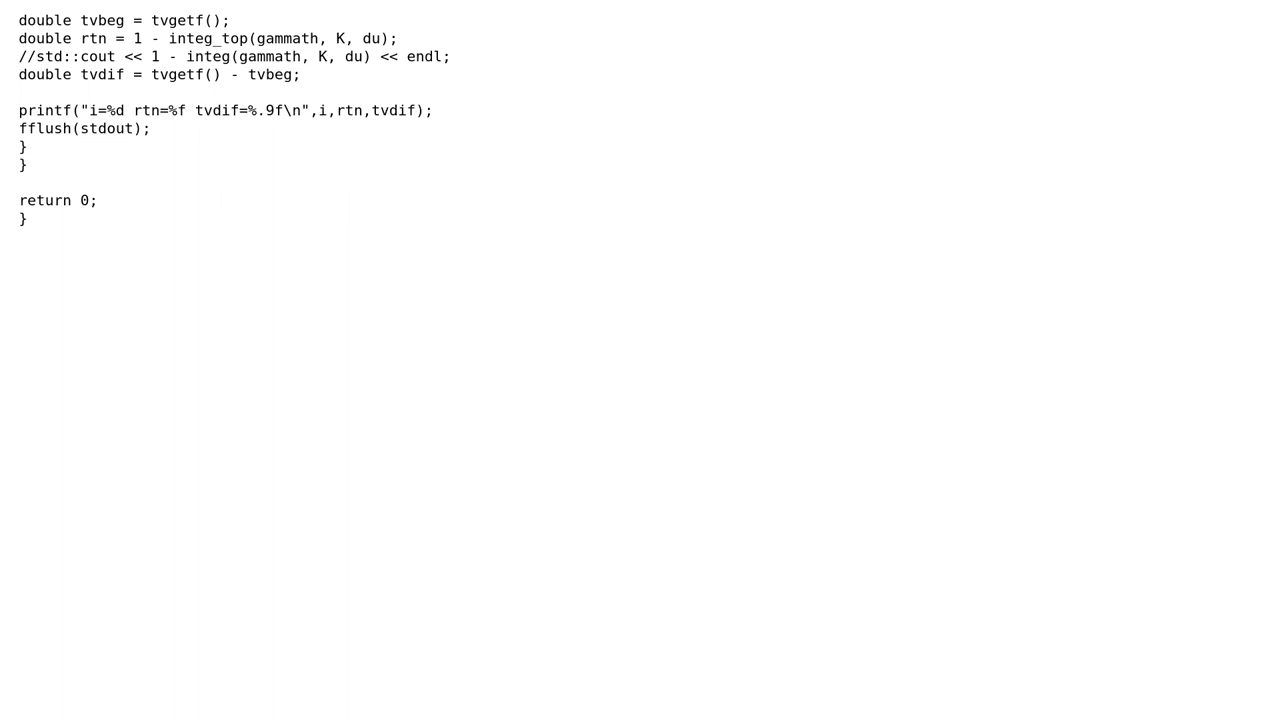 double tvbeg = tvgetf();
double rtn = 1 - integ_top(gammath, K, du);
//std::cout << 1 - integ(gammath, K, du) << endl;
double tvdif = tvgetf() - tvbeg;

printf("i=%d rtn=%f tvdif=%.9f\n",i,rtn,tvdif);
fflush(stdout);
}
}

return 0;
}